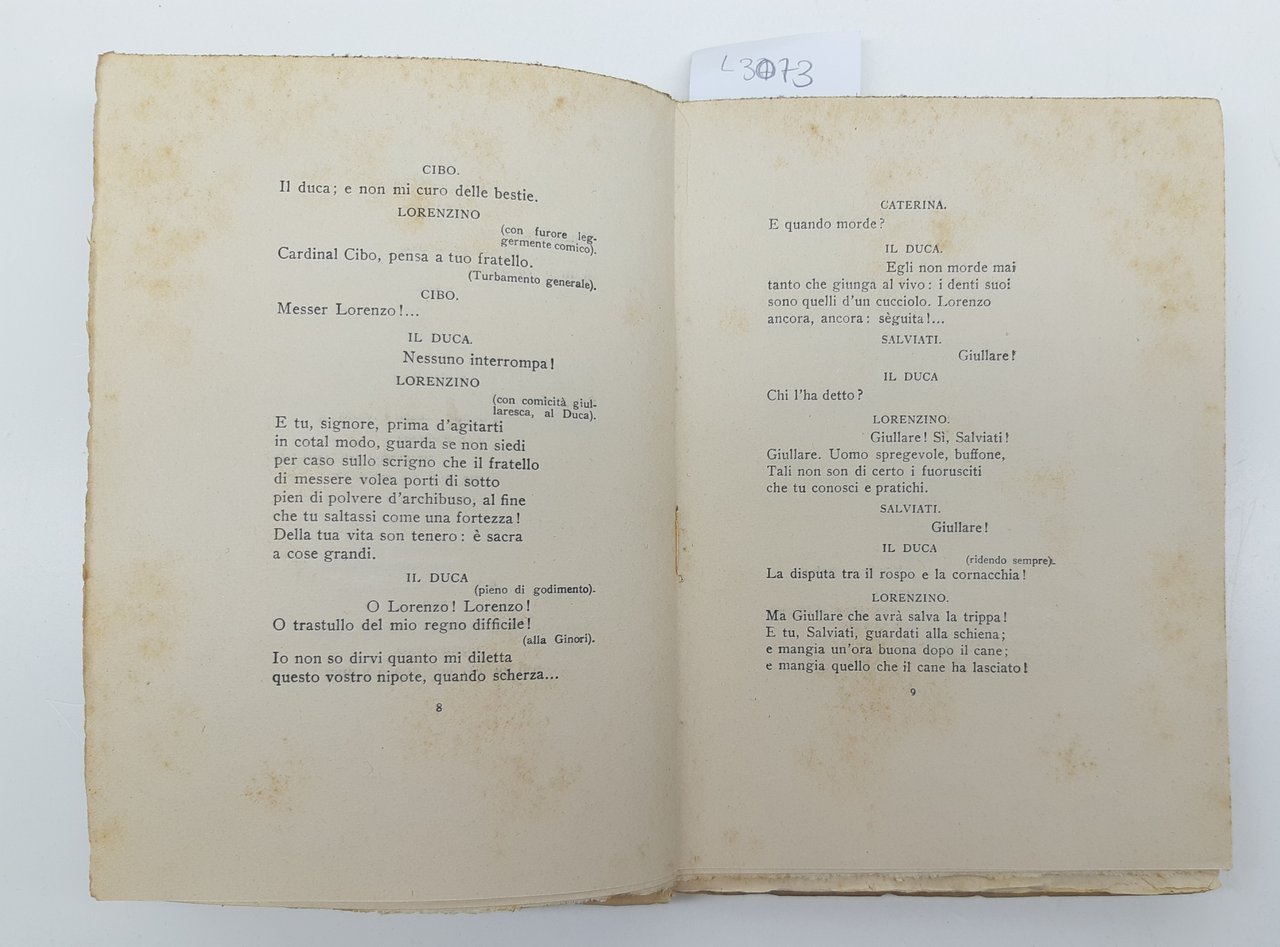 L3073
CIBO.
Il duca; e non mi curo delle bestie.
LORENZINO
(con furore leg-
germente comico).
Cardinal Cibo, pensa a tuo fratello.
(Turbamento generale).
CIBO.
Messer Lorenzo!...
IL DUCA.
Nessuno interrompa!
LORENZINO
(con comicità giul-
laresca, al Duca).
E tu, signore, prima d'agitarti
in cotal modo, guarda se non siedi
per caso sullo scrigno che il fratello
di messere volea porti di sotto
pien di polvere d'archibuso, al fine
che tu saltassi come una fortezza!
Della tua vita son tenero: è sacra
a cose grandi.
IL DUCA
(pieno di godimento).
O Lorenzo! Lorenzo!
O trastullo del mio regno difficile!
(alla Ginori).
Io non so dirvi quanto mi diletta
questo vostro nipote, quando scherza...
8
CATERINA.
E quando morde?
IL DUCA.
Egli non morde mai
tanto che giunga al vivo: i denti suoi
sono quelli d'un cucciolo. Lorenzo
ancora, ancora: sèguita!...
SALVIATI.
Giullare!
IL DUCA
Chi l'ha detto?
LORENZINO.
Giullare! Sì, Salviati!
Giullare. Uomo spregevole, buffone,
Tali non son di certo i fuorusciti
che tu conosci e pratichi.
SALVIATI.
Giullare!
IL DUCA
(ridendo sempre).
La disputa tra il rospo e la cornacchia!
LORENZINO.
Ma Giullare che avrà salva la trippa!
E tu, Salviati, guardati alla schiena;
e mangia un'ora buona dopo il cane;
e mangia quello che il cane ha lasciato!
9